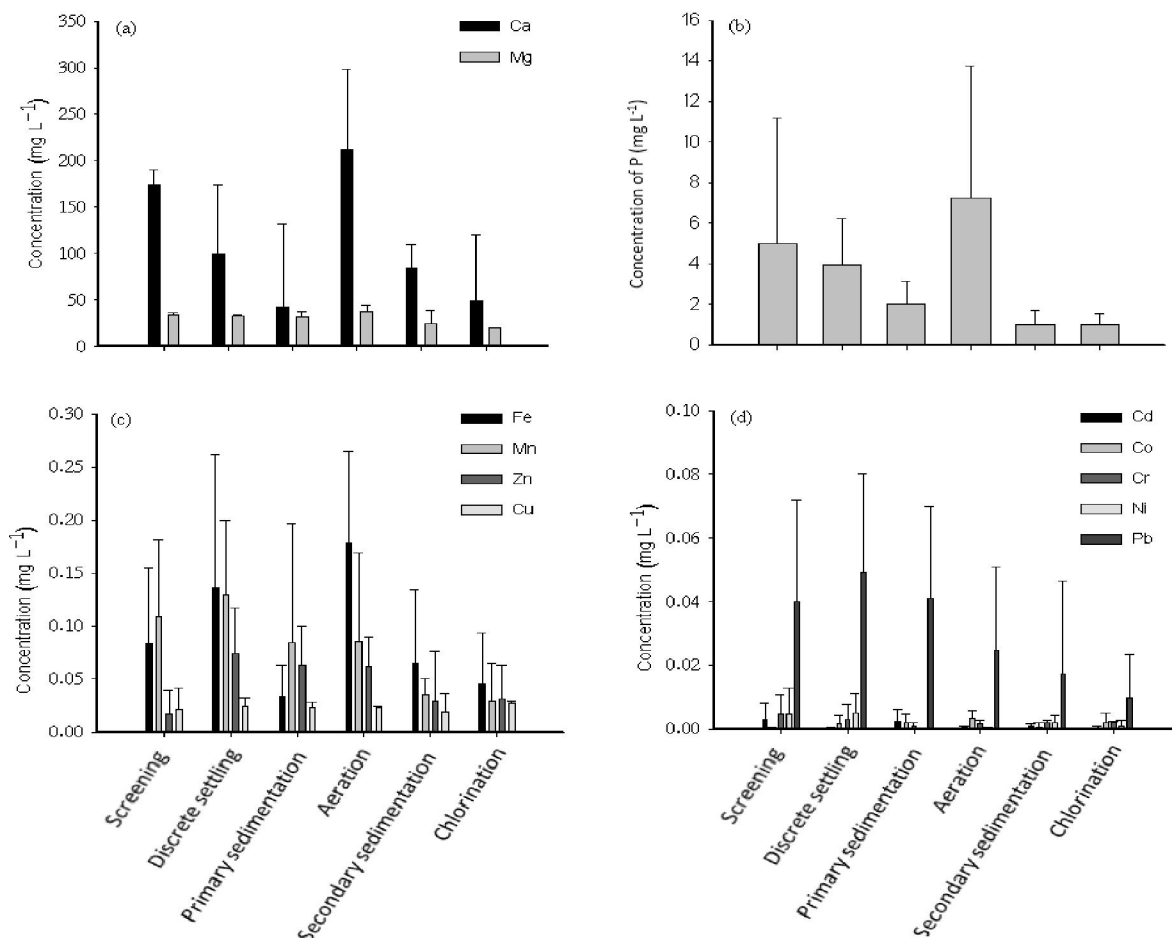 (a)
Ca
Mg
Concentration (mg L⁻¹)
350
300
250
200
150
100
50
0
(b)
Concentration of P (mg L⁻¹)
16
14
12
10
8
6
4
2
0
(c)
Fe
Mn
Zn
Cu
Concentration (mg L⁻¹)
0.30
0.25
0.20
0.15
0.10
0.05
0.00
Screening
Discrete settling
Primary sedimentation
Aeration
Secondary sedimentation
Chlorination
(d)
Cd
Co
Cr
Ni
Pb
Concentration (mg L⁻¹)
0.10
0.08
0.06
0.04
0.02
0.00
Screening
Discrete settling
Primary sedimentation
Aeration
Secondary sedimentation
Chlorination